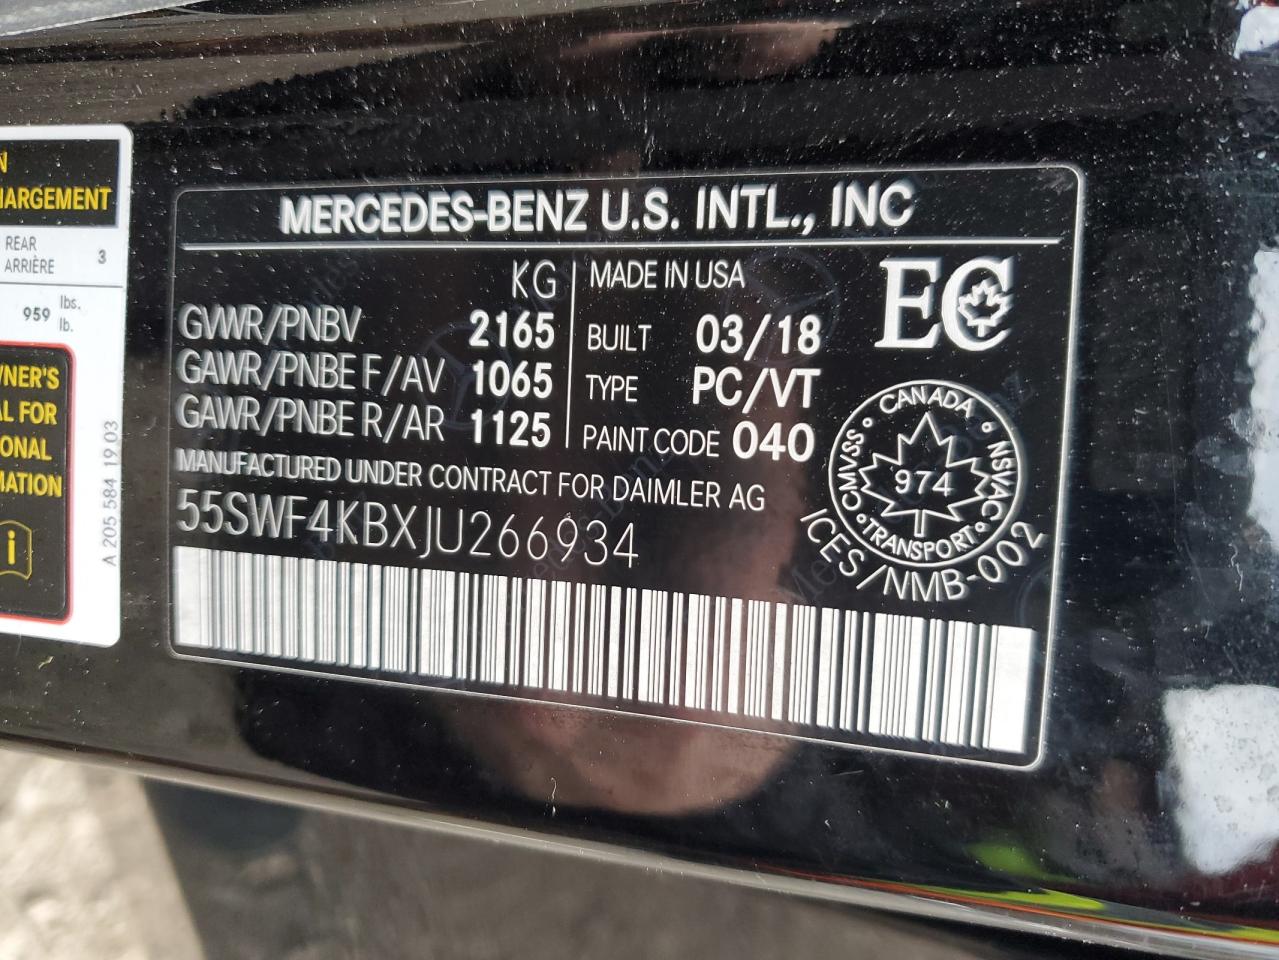 N
HARGEMENT
REAR
ARRIÈRE 3
959 lbs.
lb.
NER'S
AL FOR
ONAL
MATION
i
A 205 584 19 03
MERCEDES-BENZ U.S. INTL., INC
KG
GVWR/PNBV 2165
GAWR/PNBE F/AV 1065
GAWR/PNBE R/AR 1125
MADE IN USA
BUILT 03/18
TYPE PC/VT
PAINT CODE 040
MANUFACTURED UNDER CONTRACT FOR DAIMLER AG
55SWF4KBXJU266934
EC
CANADA
CMVSS · NSVAC
974
TRANSPORT
ICES/NMB-002